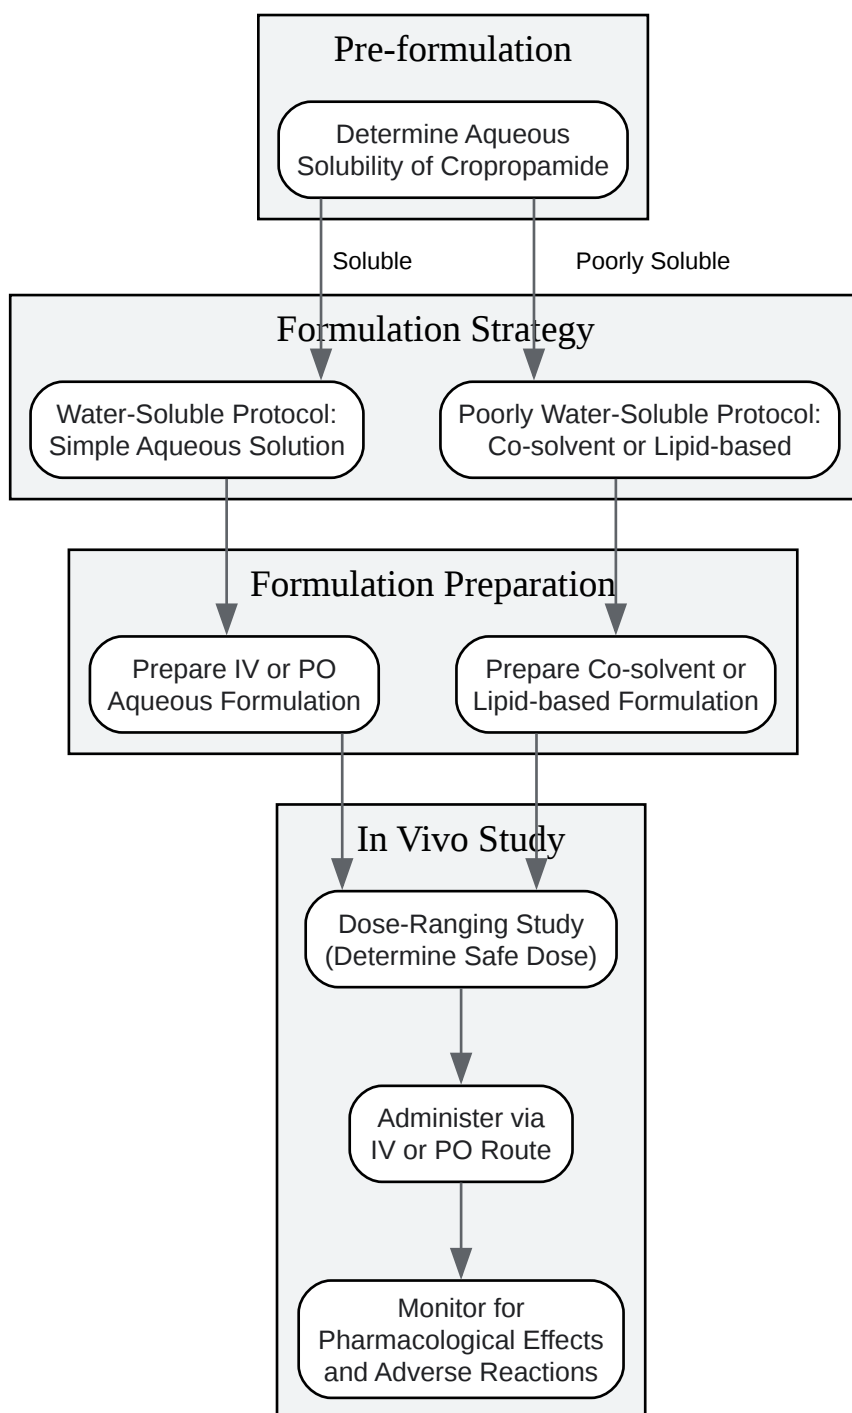 Pre-formulation
Determine Aqueous
Solubility of Cropropamide
Soluble
Poorly Soluble
Formulation Strategy
Water-Soluble Protocol:
Simple Aqueous Solution
Poorly Water-Soluble Protocol:
Co-solvent or Lipid-based
Formulation Preparation
Prepare IV or PO
Aqueous Formulation
Prepare Co-solvent or
Lipid-based Formulation
In Vivo Study
Dose-Ranging Study
(Determine Safe Dose)
Administer via
IV or PO Route
Monitor for
Pharmacological Effects
and Adverse Reactions